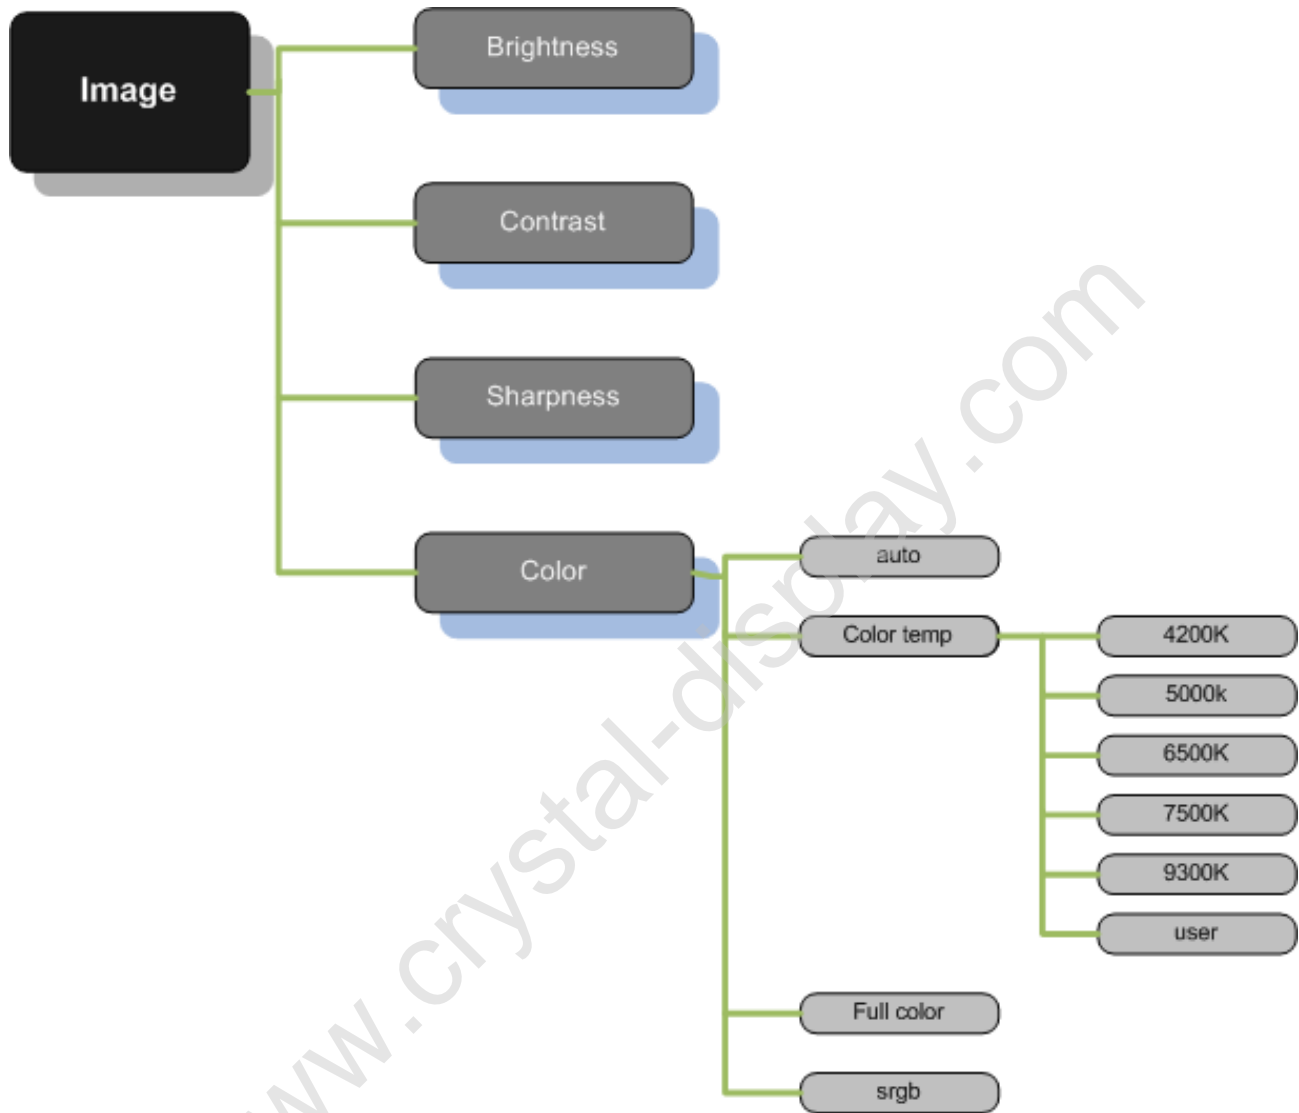 Image
Brightness
Contrast
Sharpness
Color
auto
Color temp
4200K
5000k
6500K
7500K
9300K
user
Full color
srgb
ww.crystal-display.com